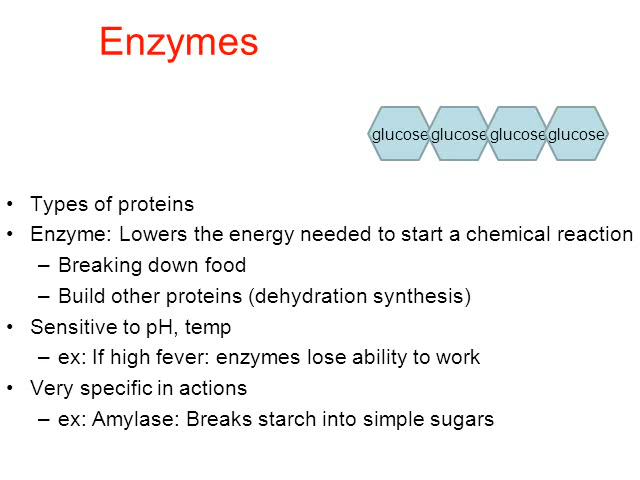 Enzymes
glucose glucose glucose glucose
• Types of proteins
• Enzyme: Lowers the energy needed to start a chemical reaction
– Breaking down food
– Build other proteins (dehydration synthesis)
• Sensitive to pH, temp
– ex: If high fever: enzymes lose ability to work
• Very specific in actions
– ex: Amylase: Breaks starch into simple sugars